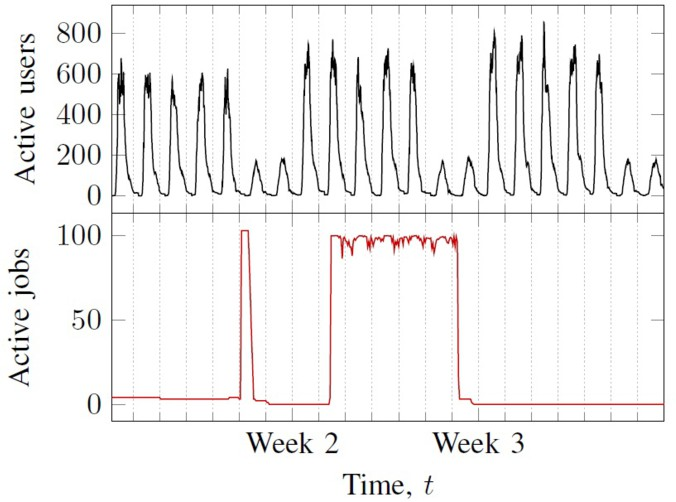 Active users
800
600
400
200
0
Active jobs
100
50
0
Week 2 Week 3
Time, t